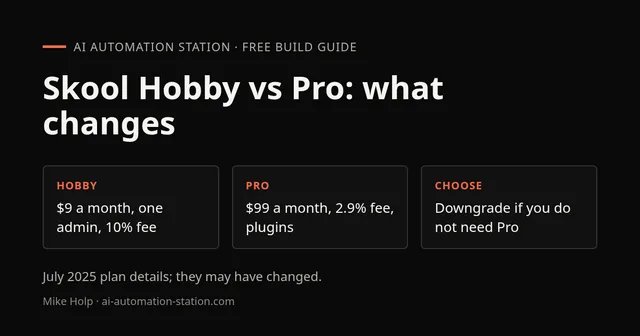 AI AUTOMATION STATION · FREE BUILD GUIDE
Skool Hobby vs Pro: what
changes
HOBBY
$9 a month, one
admin, 10% fee
PRO
$99 a month, 2.9% fee,
plugins
CHOOSE
Downgrade if you do
not need Pro
July 2025 plan details; they may have changed.
Mike Holp · ai-automation-station.com